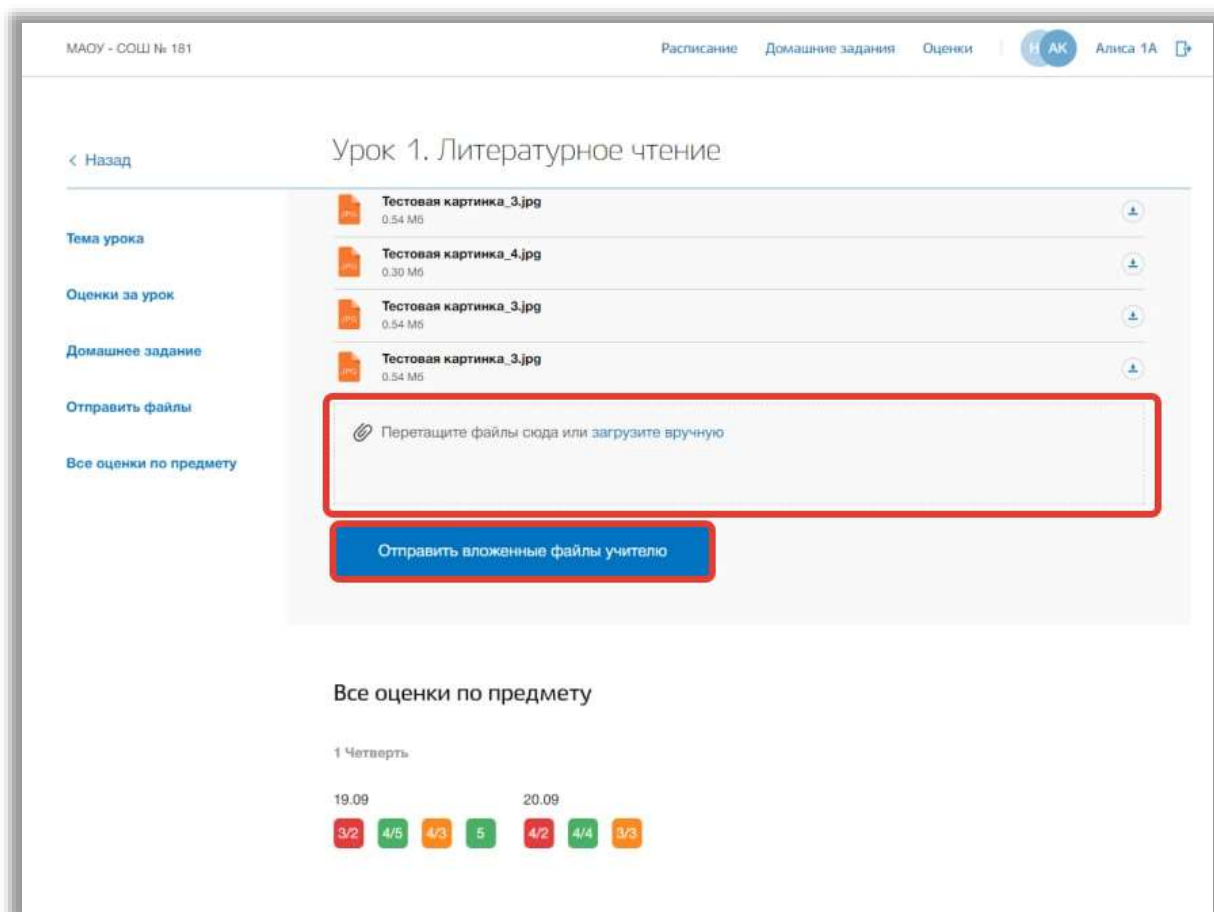 МАОУ - СОШ № 181
Расписание Домашние задания Оценки Н АК Алиса 1А
< Назад
Урок 1. Литературное чтение
Тестовая картинка_3.jpg
JPG
0.54 Мб
Тема урока
Тестовая картинка_4.jpg
JPG
0.30 Мб
Оценки за урок
Тестовая картинка_3.jpg
JPG
0.54 Мб
Домашнее задание
Тестовая картинка_3.jpg
JPG
0.54 Мб
Отправить файлы
Перетащите файлы сюда или загрузите вручную
Все оценки по предмету
Отправить вложенные файлы учителю
Все оценки по предмету
1 Четверть
19.09 20.09
3/2 4/5 4/3 5 4/2 4/4 3/3